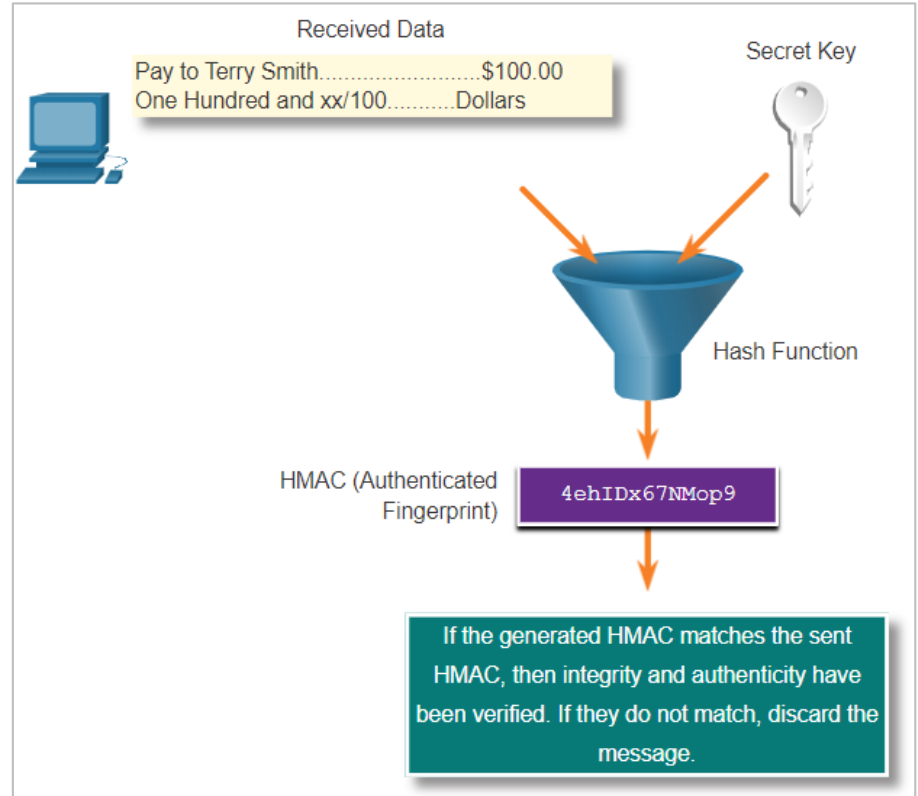 Received Data
Pay to Terry Smith..........................$100.00
One Hundred and xx/100...........Dollars
Secret Key
Hash Function
HMAC (Authenticated
Fingerprint)
4ehIDx67NMop9
If the generated HMAC matches the sent
HMAC, then integrity and authenticity have
been verified. If they do not match, discard the
message.